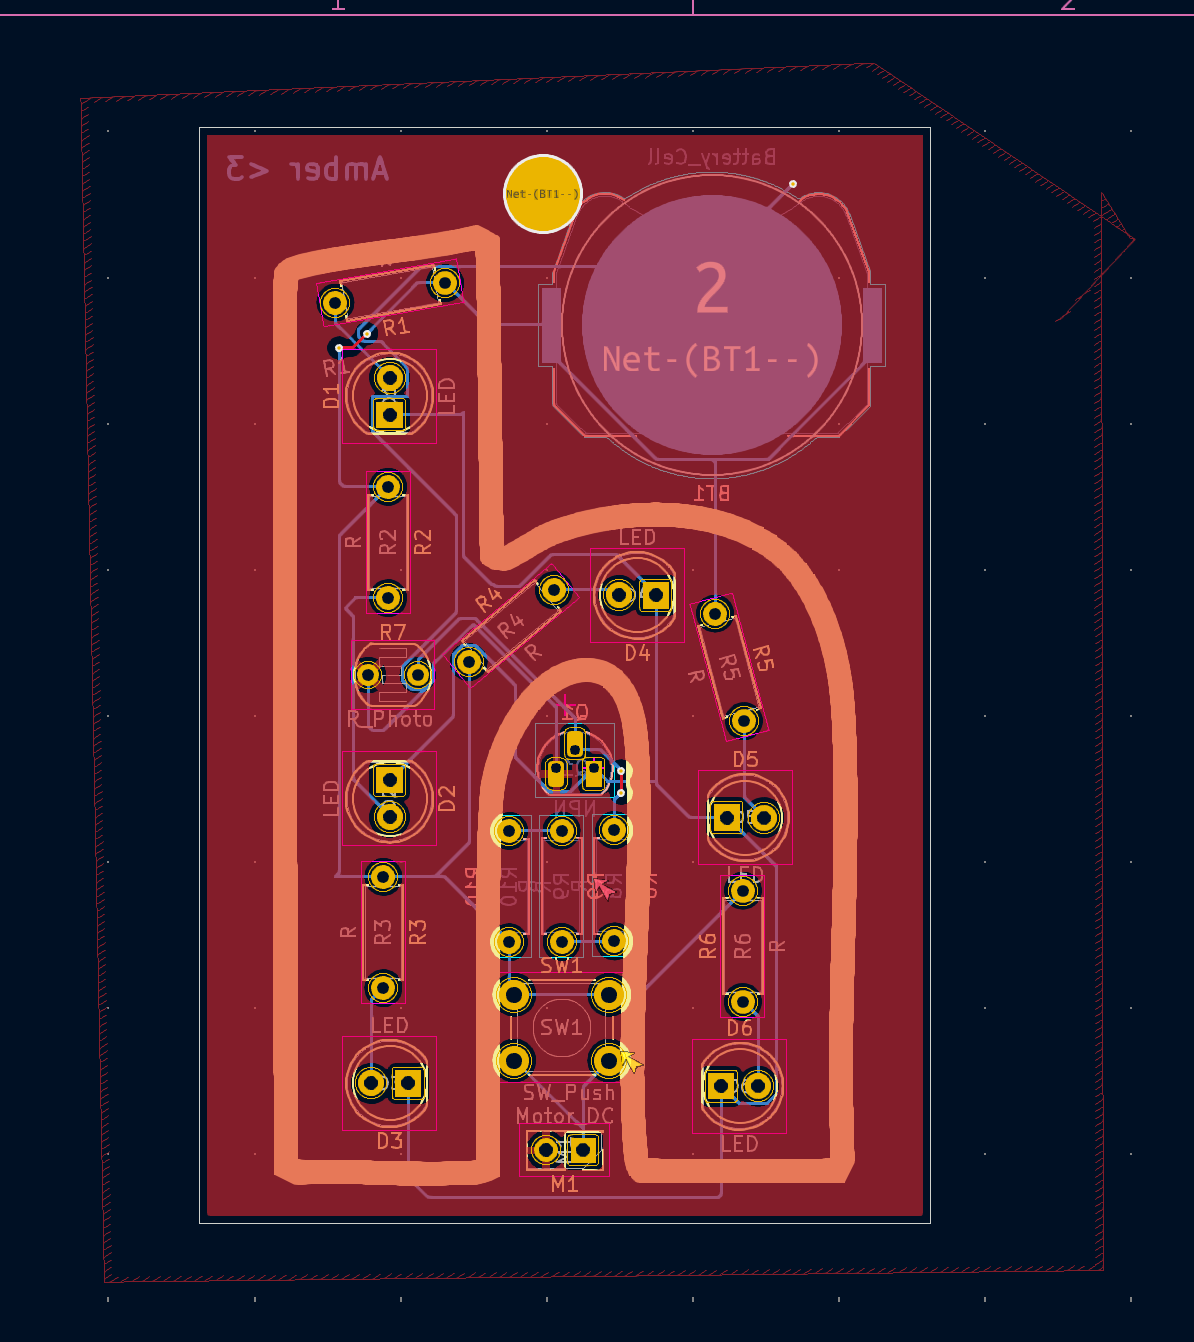 1
2
Amber <3
Battery_Cell
Net-(BT1--)
2
Net-(BT1--)
R1
R1
D1
LED
BT1
R
R2
R2
LED
R4
R4
R
D4
R7
R_Photo
R
R5
R5
Q1
D5
LED
D2
NPN
LED
R10
R10
R9
R
R3
R3
R6
R6
R
SW1
SW1
LED
D3
D6
LED
SW_Push
Motor_DC
M1